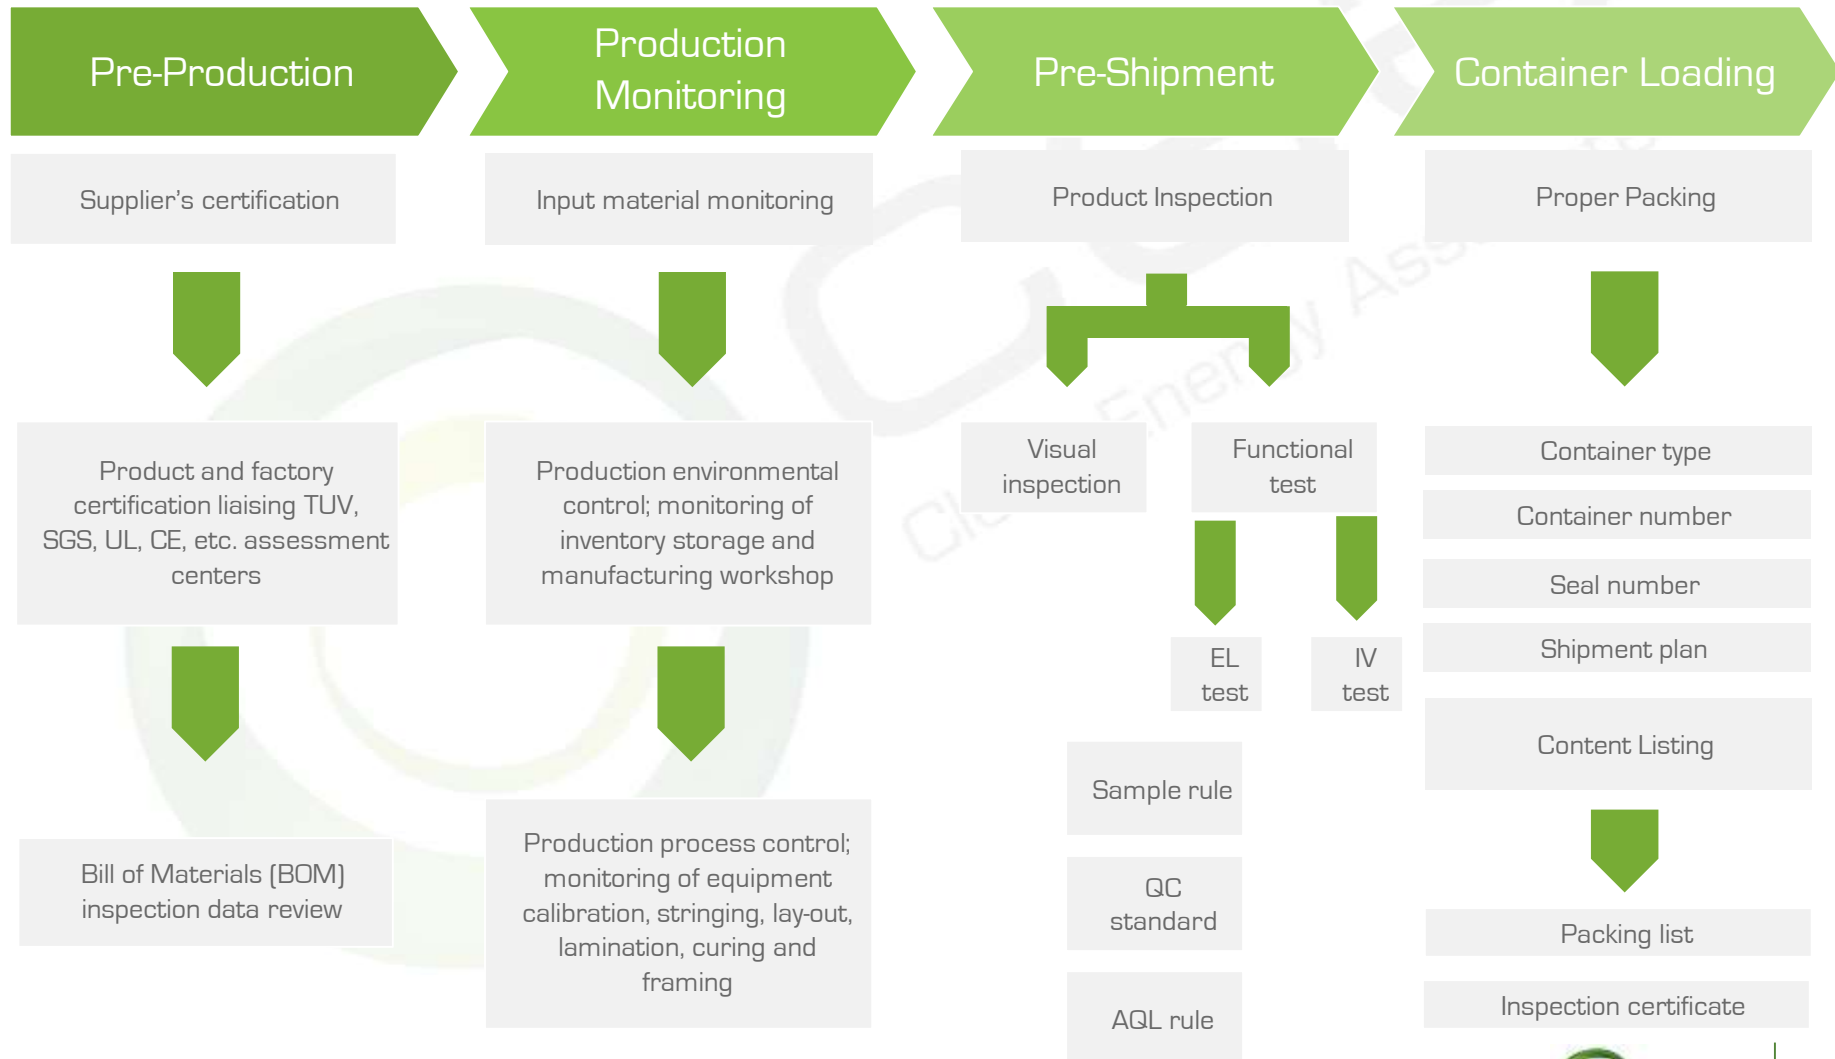 Pre-Production
Production
Monitoring
Pre-Shipment
Container Loading
Supplier's certification
Product and factory
certification liaising TUV,
SGS, UL, CE, etc. assessment
centers
Bill of Materials (BOM)
inspection data review
Input material monitoring
Production environmental
control; monitoring of
inventory storage and
manufacturing workshop
Production process control;
monitoring of equipment
calibration, stringing, lay-out,
lamination, curing and
framing
Product Inspection
Visual
inspection
Functional
test
EL
test
IV
test
Sample rule
QC
standard
AQL rule
Proper Packing
Container type
Container number
Seal number
Shipment plan
Content Listing
Packing list
Inspection certificate
Energy